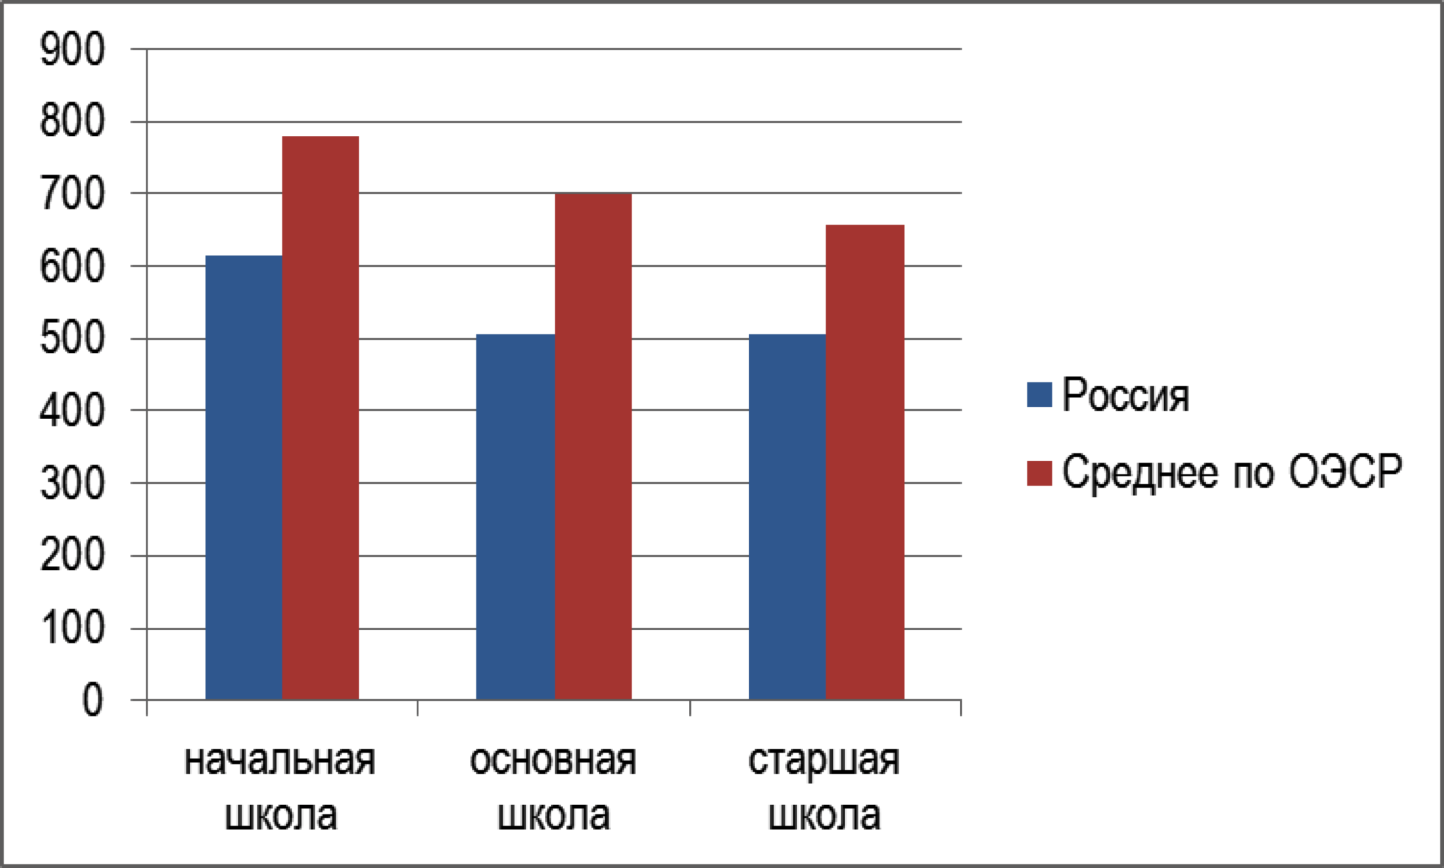 900
800
700
600
500
400
300
200
100
0
начальная
школа
основная
школа
старшая
школа
Россия
Среднее по ОЭСР